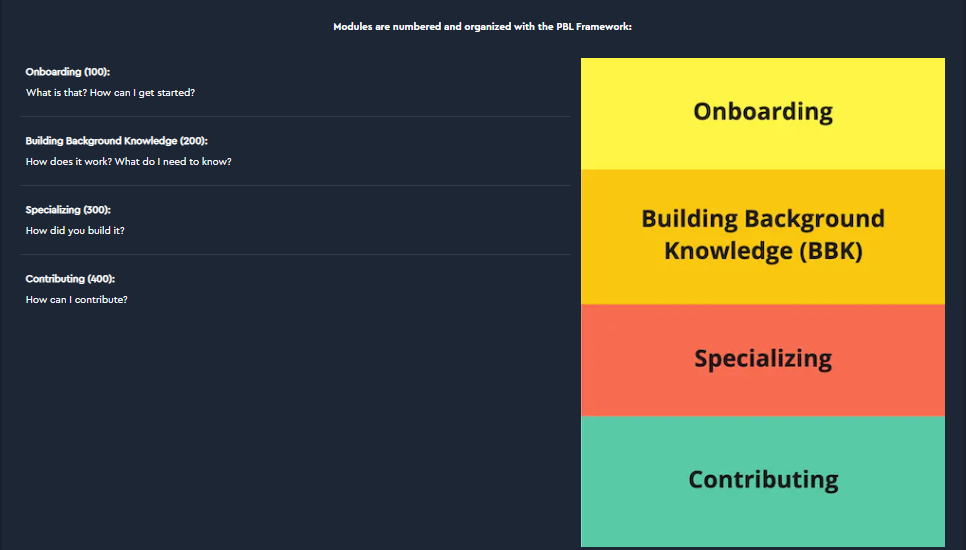 Modules are numbered and organized with the PBL Framework:
Onboarding (100):
What is that? How can I get started?
Building Background Knowledge (200):
How does it work? What do I need to know?
Specializing (300):
How did you build it?
Contributing (400):
How can I contribute?
Onboarding
Building Background
Knowledge (BBK)
Specializing
Contributing